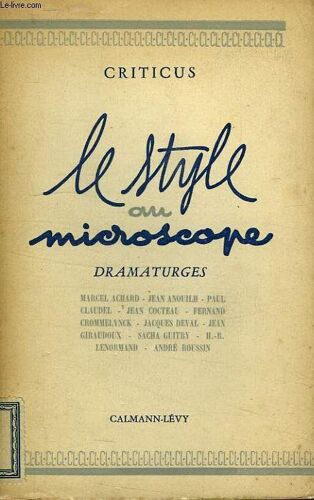 Le-livre.com
CRITICUS
le style
au
microscope
DRAMATURGES
MARCEL ACHARD - JEAN ANOUILH - PAUL
CLAUDEL - JEAN COCTEAU - FERNAND
CROMMELYNCK - JACQUES DEVAL - JEAN
GIRAUDOUX - SACHA GUITRY - H.-R.
LENORMAND - ANDRÉ ROUSSIN
CALMANN-LÉVY